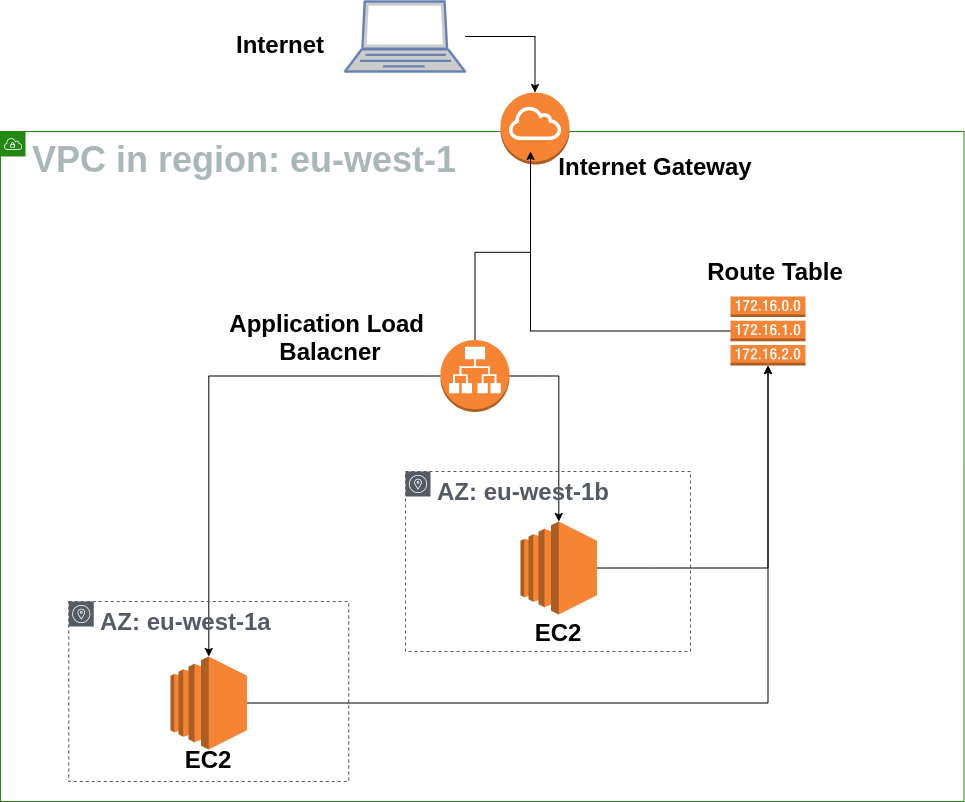 Internet
VPC in region: eu-west-1
Internet Gateway
Route Table
172.16.0.0
172.16.1.0
172.16.2.0
Application Load
Balacner
AZ: eu-west-1b
EC2
AZ: eu-west-1a
EC2